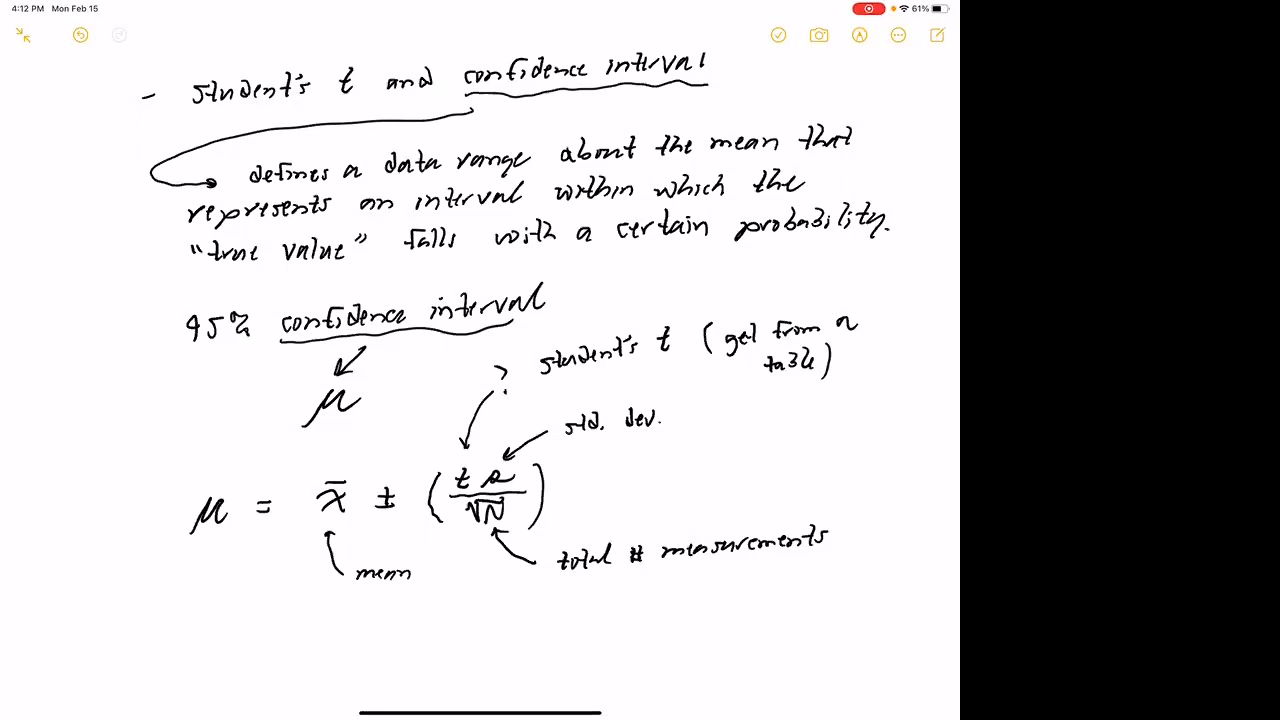 4:12 PM Mon Feb 15
61%
- student's t and confidence interval
defines a data range about the mean that
represents an interval within which the
"true value" falls with a certain probability.
95% confidence interval
μ
? student's t (get from a
table)
std. dev.
μ = x̄ ± (t s / √N)
total # measurements
mean